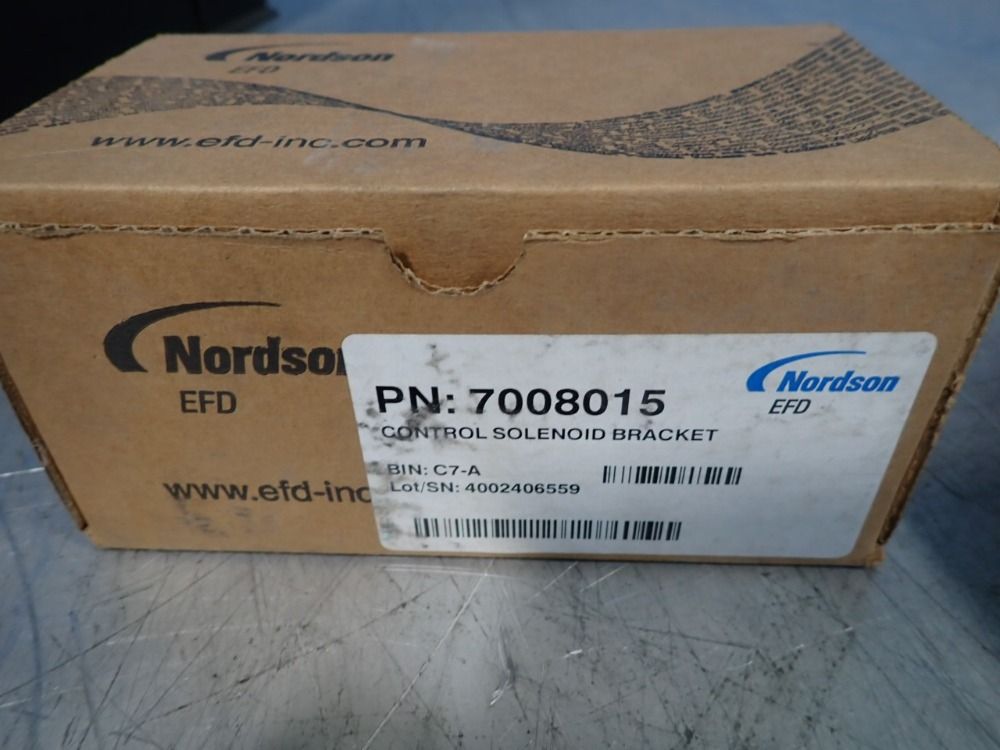 Nordson
EFD
www.efd-inc.com
Nordso
EFD
www.efd-inc
PN: 7008015
CONTROL SOLENOID BRACKET
BIN: C7-A
Lot/SN: 4002406559
Nordson
EFD